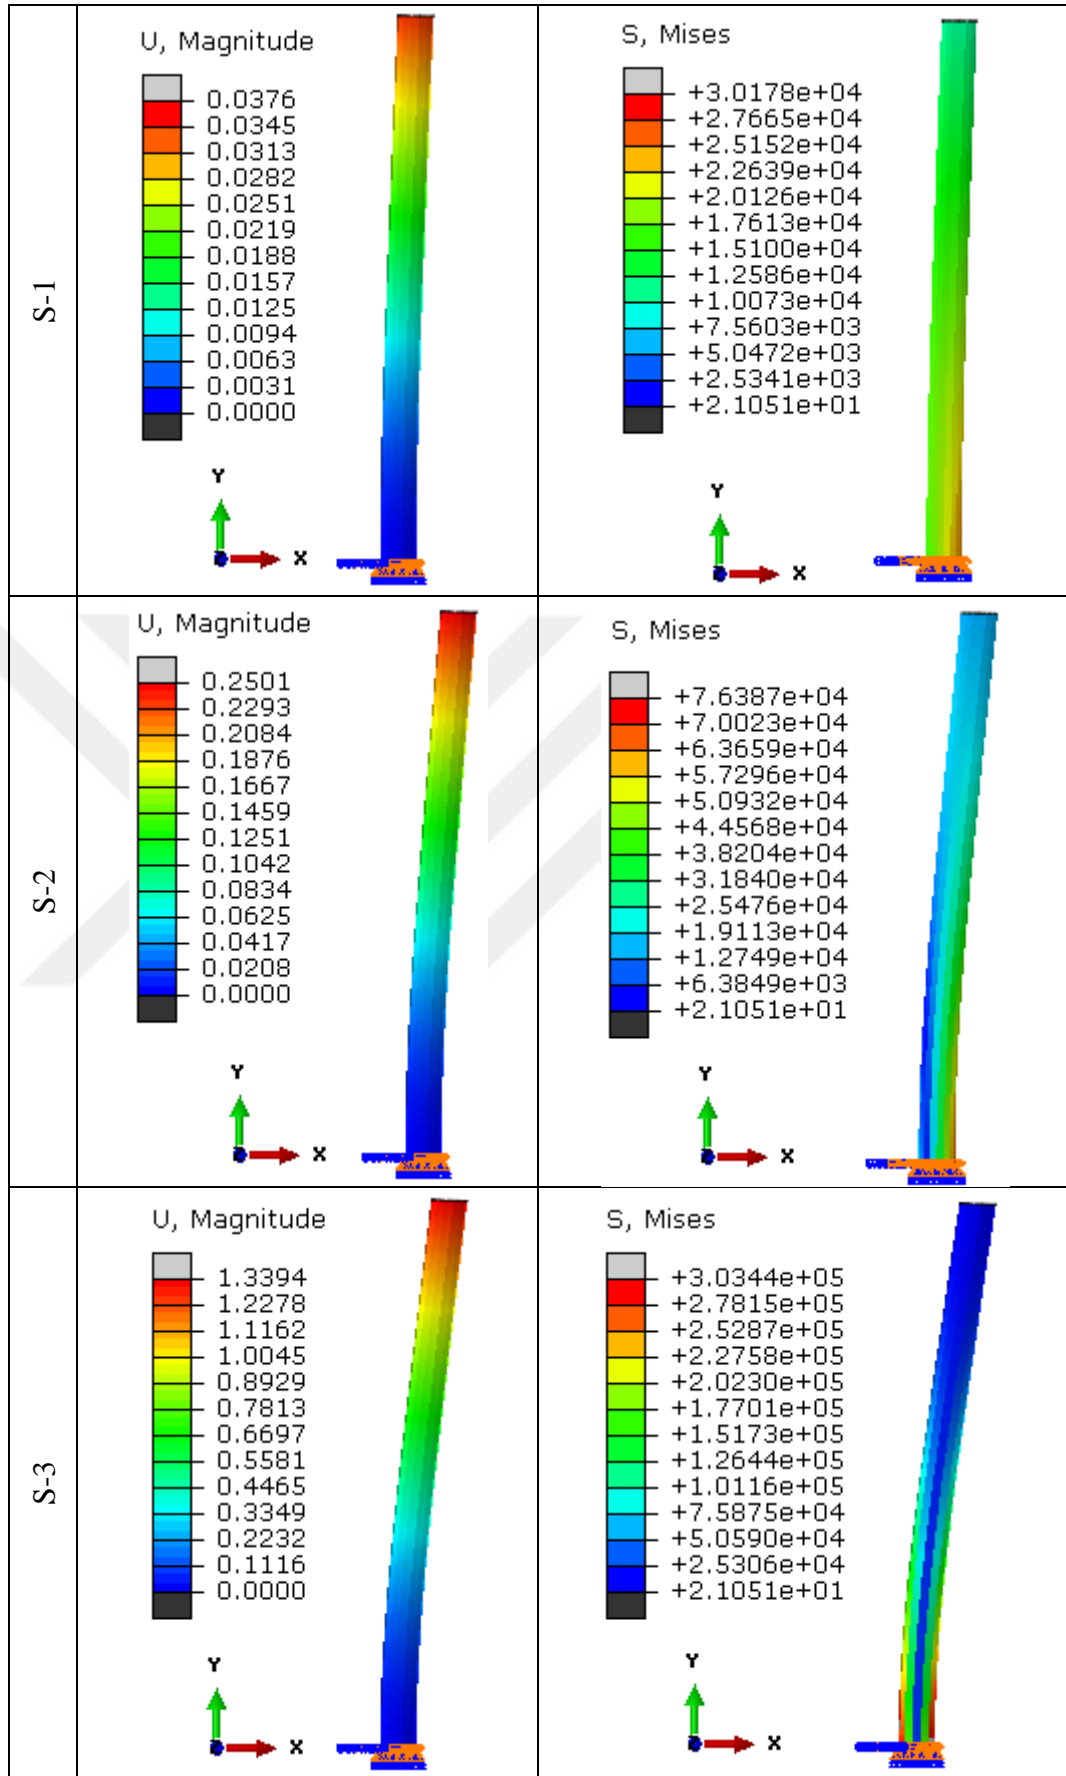 S-1
U, Magnitude
0.0376
0.0345
0.0313
0.0282
0.0251
0.0219
0.0188
0.0157
0.0125
0.0094
0.0063
0.0031
0.0000
Y
X
S, Mises
+3.0178e+04
+2.7665e+04
+2.5152e+04
+2.2639e+04
+2.0126e+04
+1.7613e+04
+1.5100e+04
+1.2586e+04
+1.0073e+04
+7.5603e+03
+5.0472e+03
+2.5341e+03
+2.1051e+01
Y
X
S-2
U, Magnitude
0.2501
0.2293
0.2084
0.1876
0.1667
0.1459
0.1251
0.1042
0.0834
0.0625
0.0417
0.0208
0.0000
Y
X
S, Mises
+7.6387e+04
+7.0023e+04
+6.3659e+04
+5.7296e+04
+5.0932e+04
+4.4568e+04
+3.8204e+04
+3.1840e+04
+2.5476e+04
+1.9113e+04
+1.2749e+04
+6.3849e+03
+2.1051e+01
Y
X
S-3
U, Magnitude
1.3394
1.2278
1.1162
1.0045
0.8929
0.7813
0.6697
0.5581
0.4465
0.3349
0.2232
0.1116
0.0000
Y
X
S, Mises
+3.0344e+05
+2.7815e+05
+2.5287e+05
+2.2758e+05
+2.0230e+05
+1.7701e+05
+1.5173e+05
+1.2644e+05
+1.0116e+05
+7.5875e+04
+5.0590e+04
+2.5306e+04
+2.1051e+01
Y
X